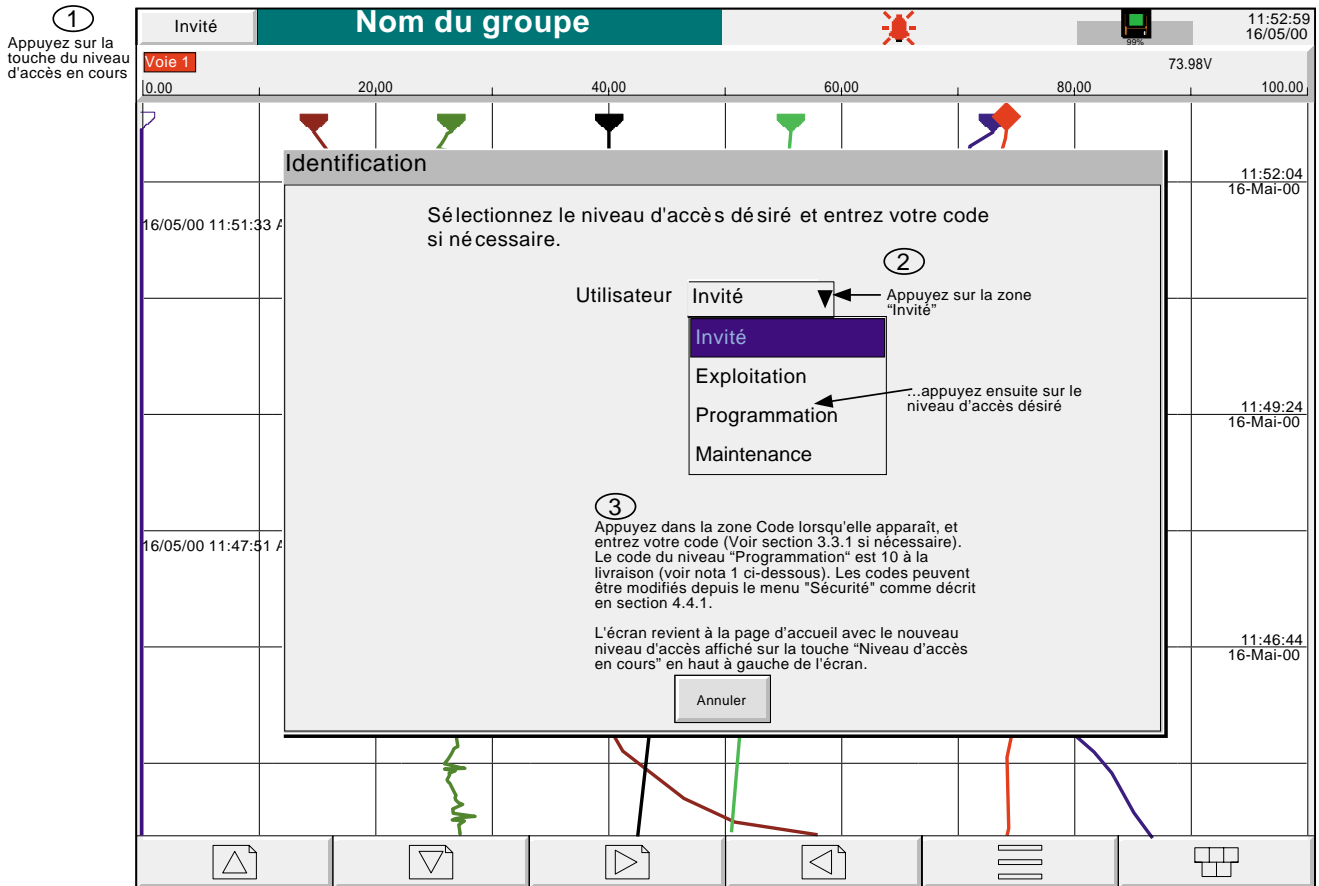 1
Appuyez sur la
touche du niveau
d'accès en cours
Invité
Nom du groupe
99%
11:52:59
16/05/00
Voie 1
73.98V
0.00
20,00
40,00
60,00
80,00
100.00
11:52:04
16-Mai-00
16/05/00 11:51:33 A
11:49:24
16-Mai-00
16/05/00 11:47:51 A
11:46:44
16-Mai-00
Identification
Sélectionnez le niveau d'accès désiré et entrez votre code
si nécessaire.
2
Utilisateur
Invité
Appuyez sur la zone
“Invité”
Invité
Exploitation
Programmation
Maintenance
...appuyez ensuite sur le
niveau d'accès désiré
3
Appuyez dans la zone Code lorsqu'elle apparaît, et
entrez votre code (Voir section 3.3.1 si nécessaire).
Le code du niveau “Programmation“ est 10 à la
livraison (voir nota 1 ci-dessous). Les codes peuvent
être modifiés depuis le menu "Sécurité" comme décrit
en section 4.4.1.
L'écran revient à la page d'accueil avec le nouveau
niveau d'accès affiché sur la touche “Niveau d'accès
en cours” en haut à gauche de l'écran.
Annuler